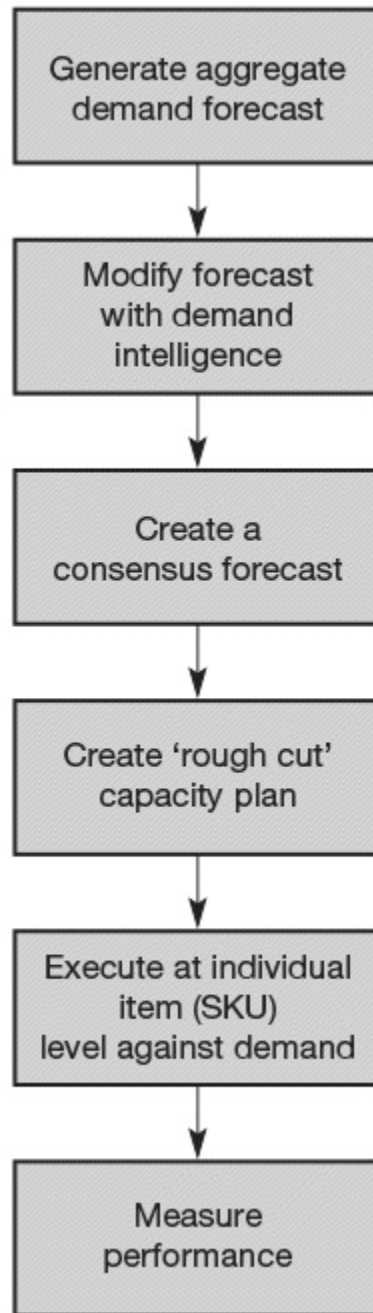 Generate aggregate
demand forecast
Modify forecast
with demand
intelligence
Create a
consensus forecast
Create ‘rough cut’
capacity plan
Execute at individual
item (SKU)
level against demand
Measure
performance